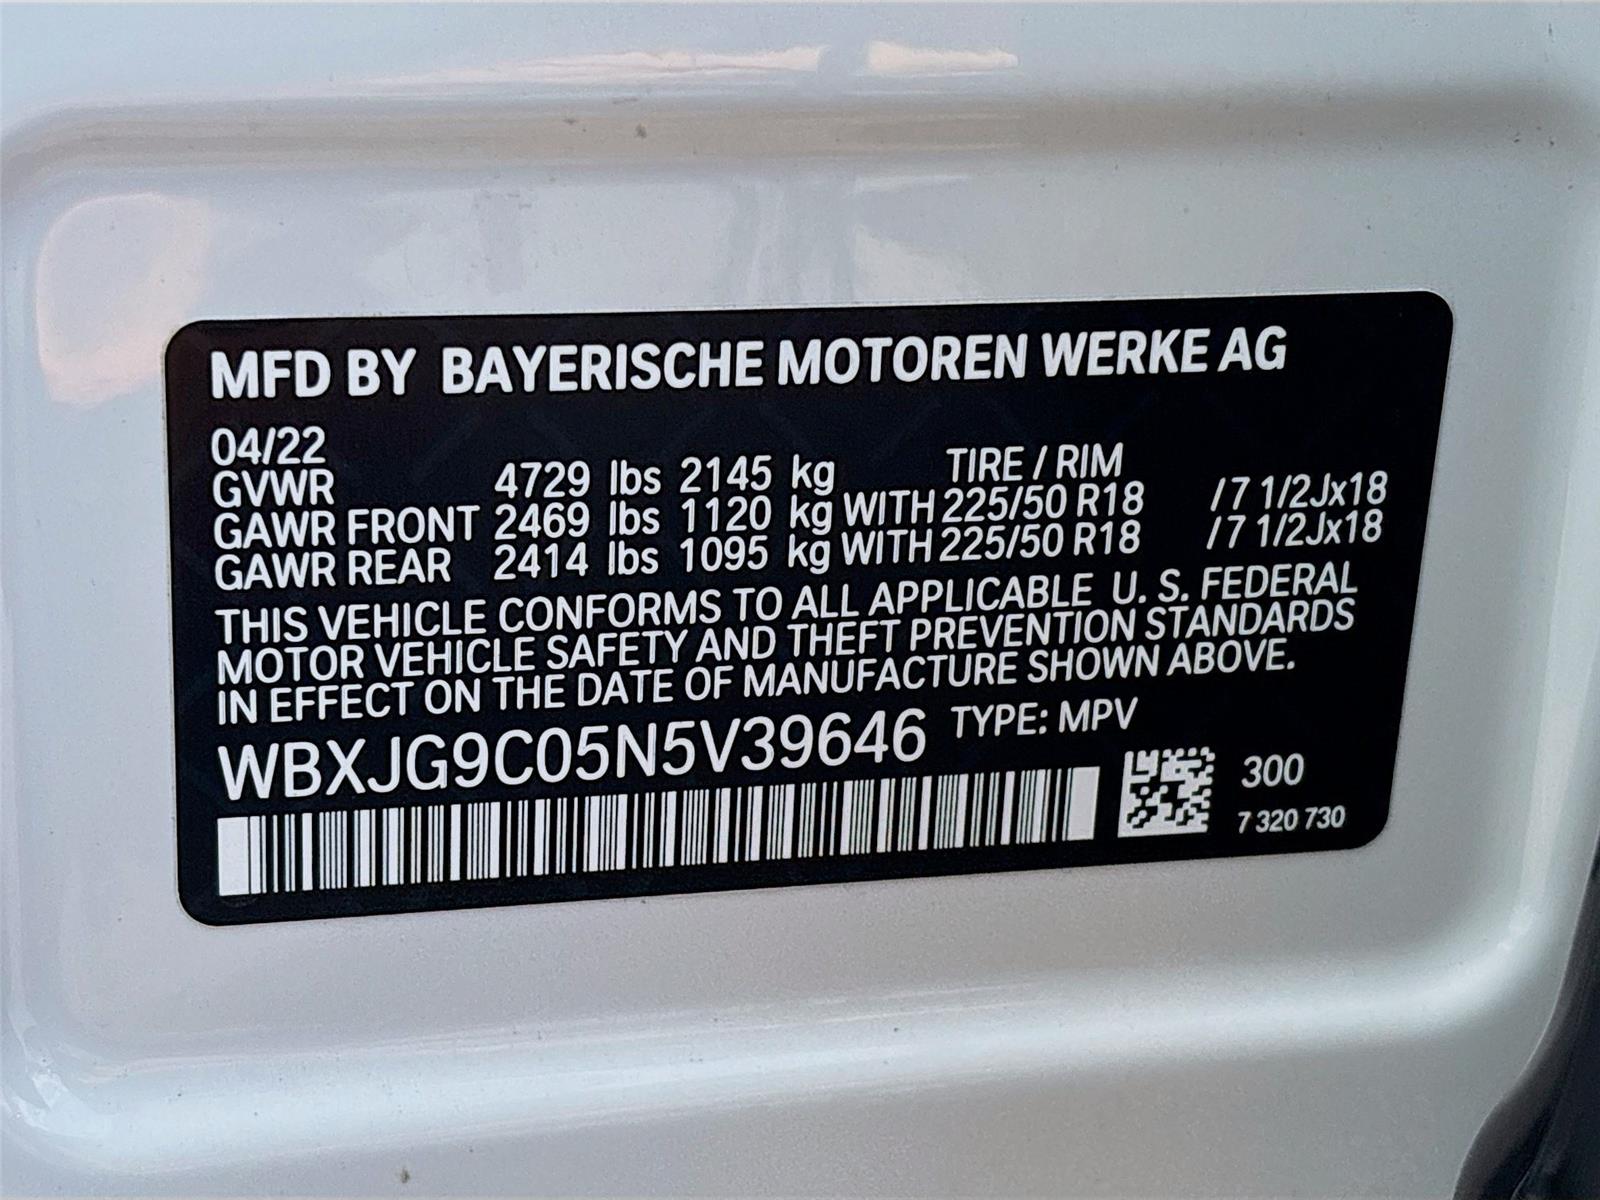 MFD BY BAYERISCHE MOTOREN WERKE AG
04/22
TIRE / RIM
GVWR 4729 lbs 2145 kg
GAWR FRONT 2469 lbs 1120 kg WITH 225/50 R18 /7 1/2Jx18
GAWR REAR 2414 lbs 1095 kg WITH 225/50 R18 /7 1/2Jx18
THIS VEHICLE CONFORMS TO ALL APPLICABLE U. S. FEDERAL
MOTOR VEHICLE SAFETY AND THEFT PREVENTION STANDARDS
IN EFFECT ON THE DATE OF MANUFACTURE SHOWN ABOVE.
WBXJG9C05N5V39646 TYPE: MPV
300
7 320 730